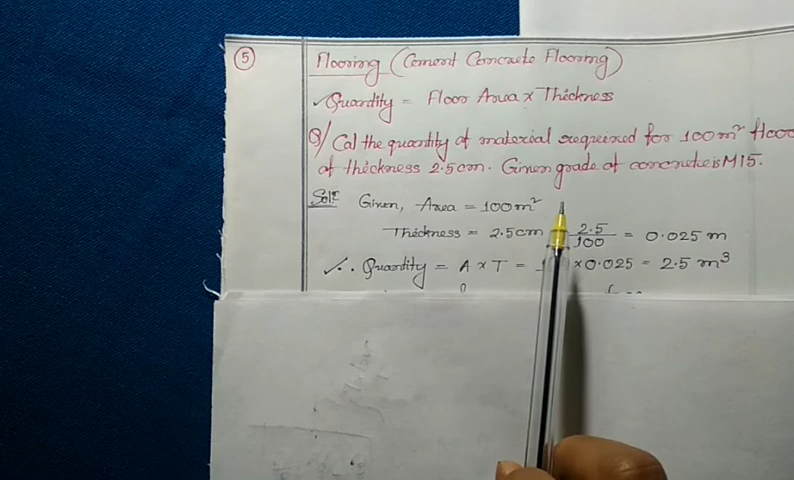 5
Flooring (Cement Concrete Flooring)
✓Quantity = Floor Area x Thickness
Q/ Cal the quantity of material required for 100m² floor
of thickness 2.5cm. Given grade of concrete is M15.
Solⁿ Given, Area = 100m²
Thickness = 2.5cm 2.5/100 = 0.025 m
✓∴ Quantity = A x T = 1 x 0.025 = 2.5 m³